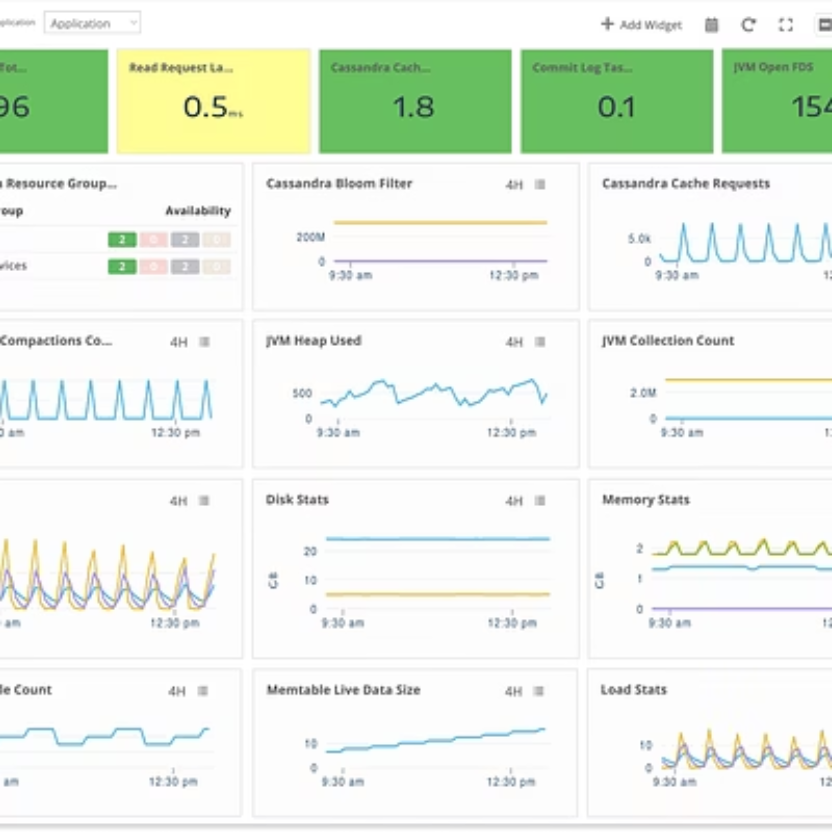 plication Application
Add Widget
Tot... Read Request La... Cassandra Cach... Commit Log Tas... JVM Open FDS
96 0.5ms 1.8 0.1 154
Resource Group... Cassandra Bloom Filter 4H Cassandra Cache Requests
oup Availability
2 0 2 0
vices 2 0 2 0
200M
0
9:30 am 12:30 pm
5.0k
0
9:30 am 12
Compactions Co... 4H JVM Heap Used 4H JVM Collection Count
0 am 12:30 pm
500
0
9:30 am 12:30 pm
2.0M
0
9:30 am 1
4H Disk Stats 4H Memory Stats
am 12:30 pm
GB
20
10
0
9:30 am 12:30 pm
GB
2
1
0
9:30 am 12
le Count 4H Memtable Live Data Size 4H Load Stats
am 12:30 pm
10
0
9:30 am 12:30 pm
10
0
9:30 am 12